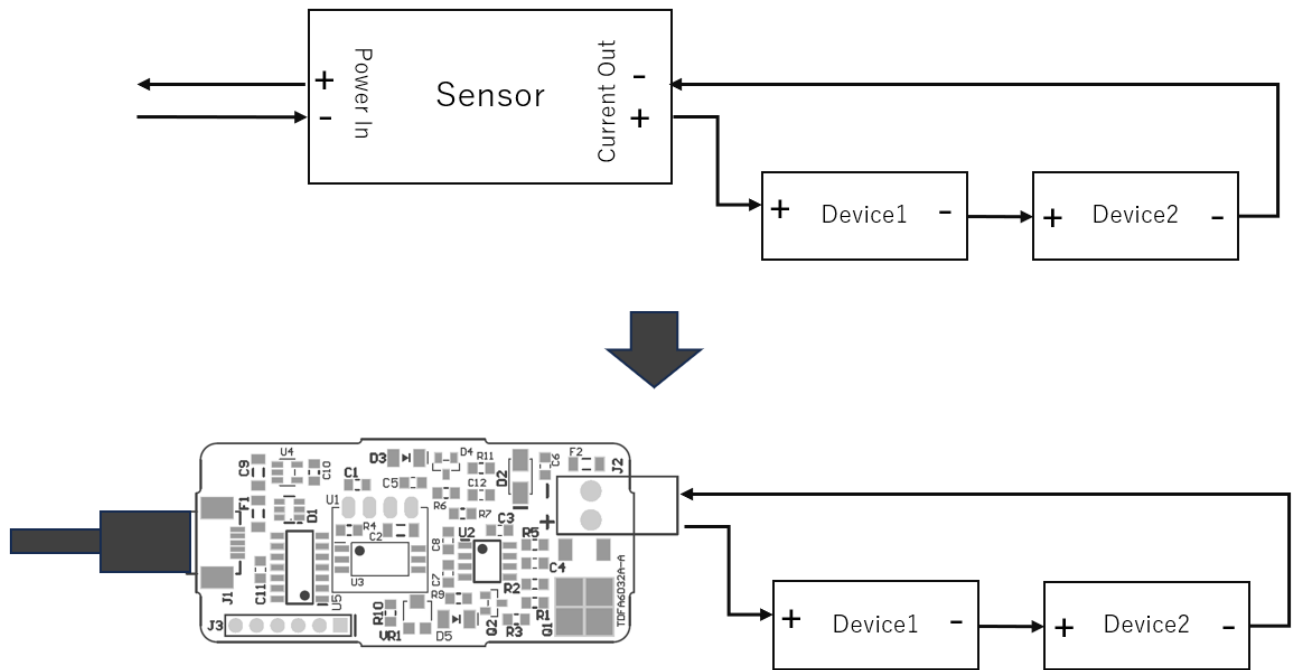 +
-
Power In
Sensor
Current Out
-
+
+ Device1 -
+ Device2 -
C9
U4
C10
D3
D4
R11
C1
C5
C12
D2
C6
F2
J2
F1
D1
U1
R6
R7
-
+
R4
C2
C3
U2
C8
R5
U3
C7
C4
J1
C11
U5
R10
VR1
R9
D5
Q2
R2
R1
R3
Q1
TDFA6032A-A
J3
+ Device1 -
+ Device2 -